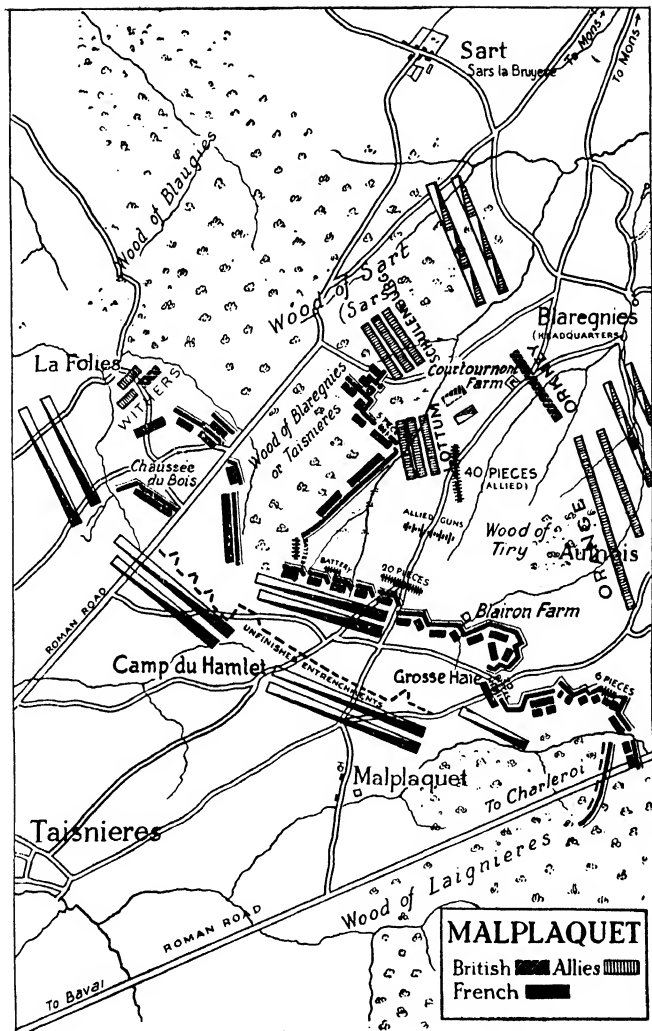 Sart
Sars la Bruyere
To Mons
To Mons
Wood of Blaugies
Wood of Sart
(Sars)
SCHULENBURG
Blaregnies
(HEADQUARTERS)
La Folies
WITHERS
Courtournont
Farm
ORKNEY
LOTTUM
Wood of Blaregnies
or Taisnieres
Chaussée
du Bois
40 PIECES
(ALLIED)
ALLIED GUNS
Wood of
Tiry
Aulnois
ORANGE
BATTERY
20 PIECES
Blairon Farm
ROMAN ROAD
UNFINISHED ENTRENCHMENTS
Camp du Hamlet
Grosse Haie
6 PIECES
Malplaquet
To Charleroi
Taisnieres
Wood of Laignieres
ROMAN ROAD
To Bavai
MALPLAQUET
British
Allies
French